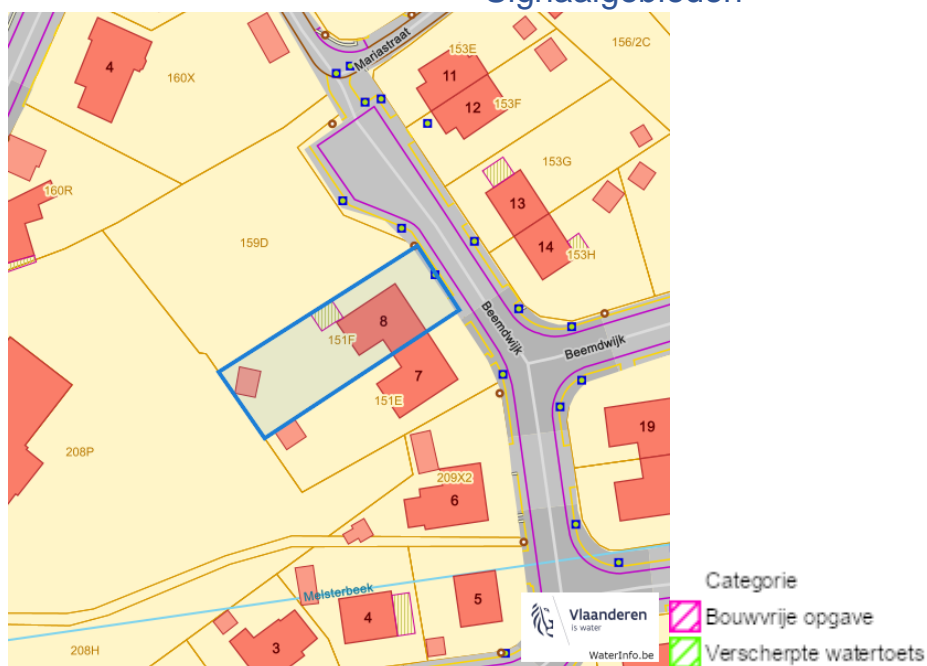 Signaalgebieden
Mariastraat
153E
156/2C
4
160X
11
12
153F
153G
160R
13
14
153H
159D
8
151F
Beemdwijk
Beemdwijk
7
151E
19
208P
209X2
6
Melsterbeek
4
5
3
208H
Vlaanderen
is water
WaterInfo.be
Categorie
Bouwvrije opgave
Verscherpte watertoets